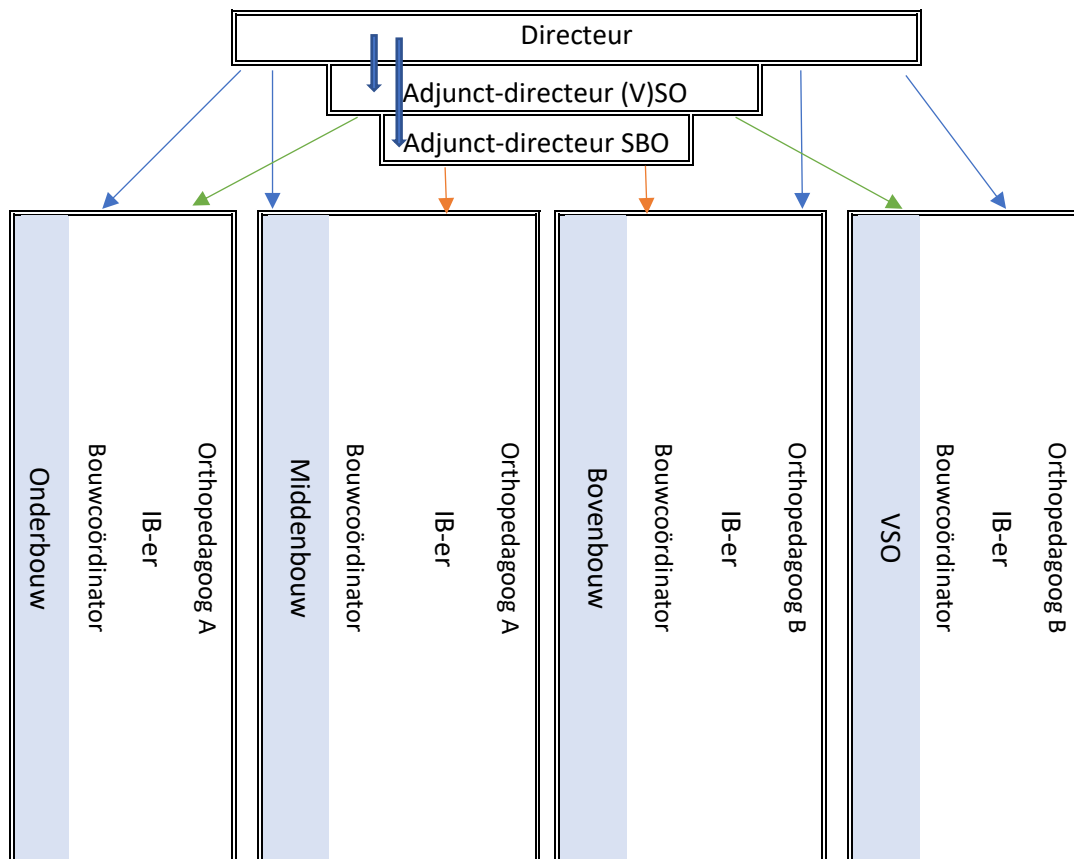 Directeur
Adjunct-directeur (V)SO
Adjunct-directeur SBO
Onderbouw
Bouwcoördinator
IB-er
Orthopedagoog A
Middenbouw
Bouwcoördinator
IB-er
Orthopedagoog A
Bovenbouw
Bouwcoördinator
IB-er
Orthopedagoog B
VSO
Bouwcoördinator
IB-er
Orthopedagoog B